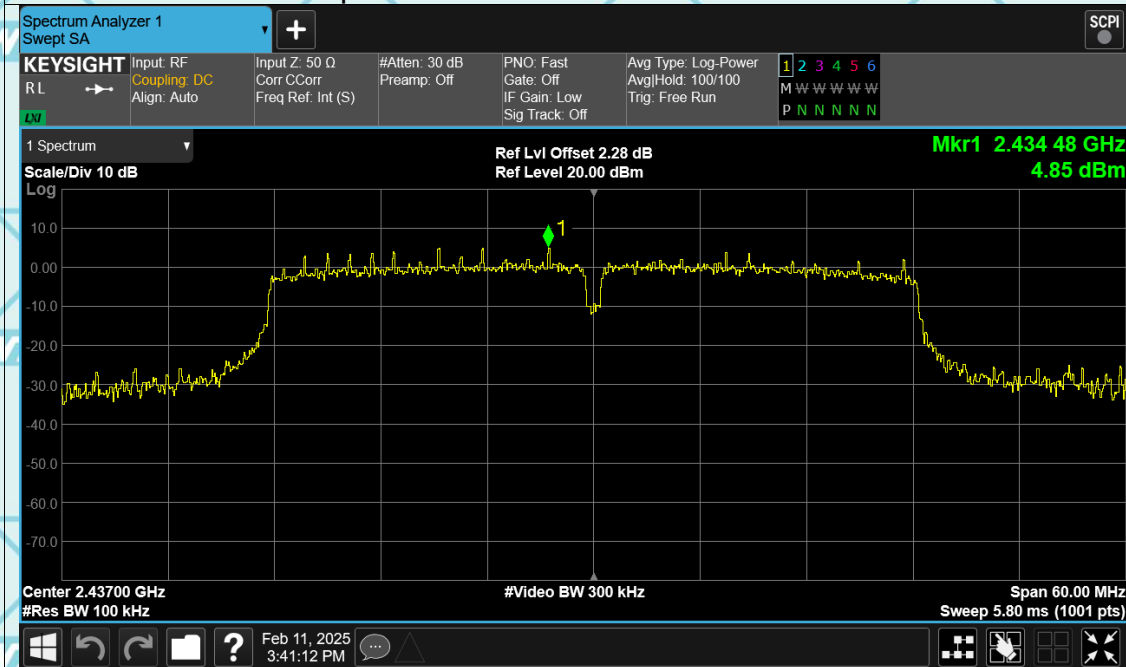 Spectrum Analyzer 1
Swept SA
+
SCPI
KEYSIGHT
RL
LXI
Input: RF
Coupling: DC
Align: Auto
Input Z: 50 Ω
Corr CCorr
Freq Ref: Int (S)
#Atten: 30 dB
Preamp: Off
PNO: Fast
Gate: Off
IF Gain: Low
Sig Track: Off
Avg Type: Log-Power
Avg|Hold: 100/100
Trig: Free Run
1 2 3 4 5 6
M W W W W W
P N N N N N
1 Spectrum
Scale/Div 10 dB
Log
Ref Lvl Offset 2.28 dB
Ref Level 20.00 dBm
Mkr1 2.434 48 GHz
4.85 dBm
1
10.0
0.00
-10.0
-20.0
-30.0
-40.0
-50.0
-60.0
-70.0
Center 2.43700 GHz
#Video BW 300 kHz
Span 60.00 MHz
#Res BW 100 kHz
Sweep 5.80 ms (1001 pts)
?
Feb 11, 2025
3:41:12 PM